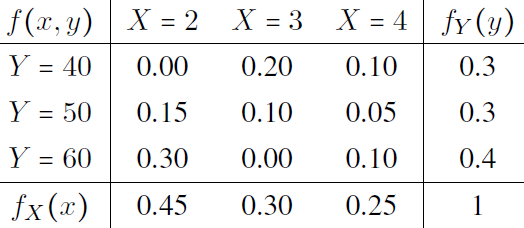 f(x, y) X = 2 X = 3 X = 4 f_Y(y)
Y = 40 0.00 0.20 0.10 0.3
Y = 50 0.15 0.10 0.05 0.3
Y = 60 0.30 0.00 0.10 0.4
f_X(x) 0.45 0.30 0.25 1